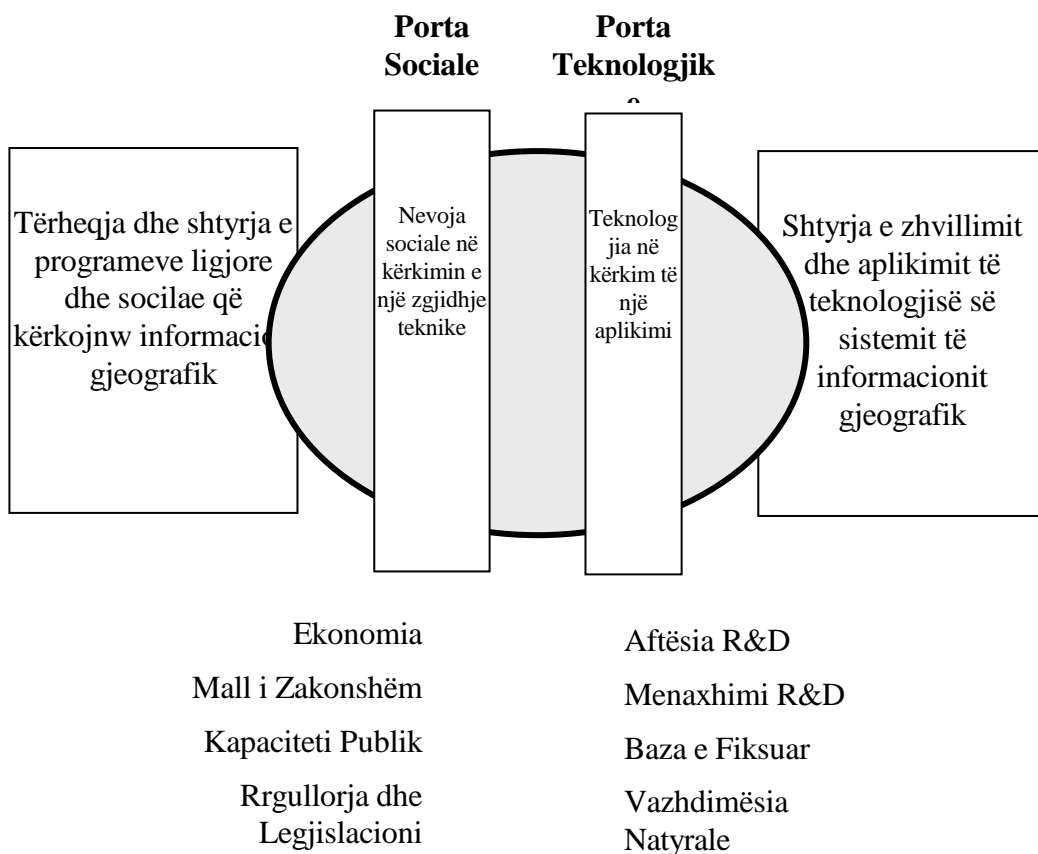 Porta
Sociale
Porta
Teknologjik
Tërheqja dhe shtyrja e
programeve ligjore
dhe socilae që
kërkojnw informacio
gjeografik
Nevoja
sociale në
kërkimin e
një zgjidhje
teknike
Teknolog
jia në
kërkim të
një
aplikimi
Shtyrja e zhvillimit
dhe aplikimit të
teknologjisë së
sistemit të
informacionit
gjeografik
Ekonomia
Mall i Zakonshëm
Kapaciteti Publik
Rrgullorja dhe
Legjislacioni
Aftësia R&D
Menaxhimi R&D
Baza e Fiksuar
Vazhdimësia
Natyrale